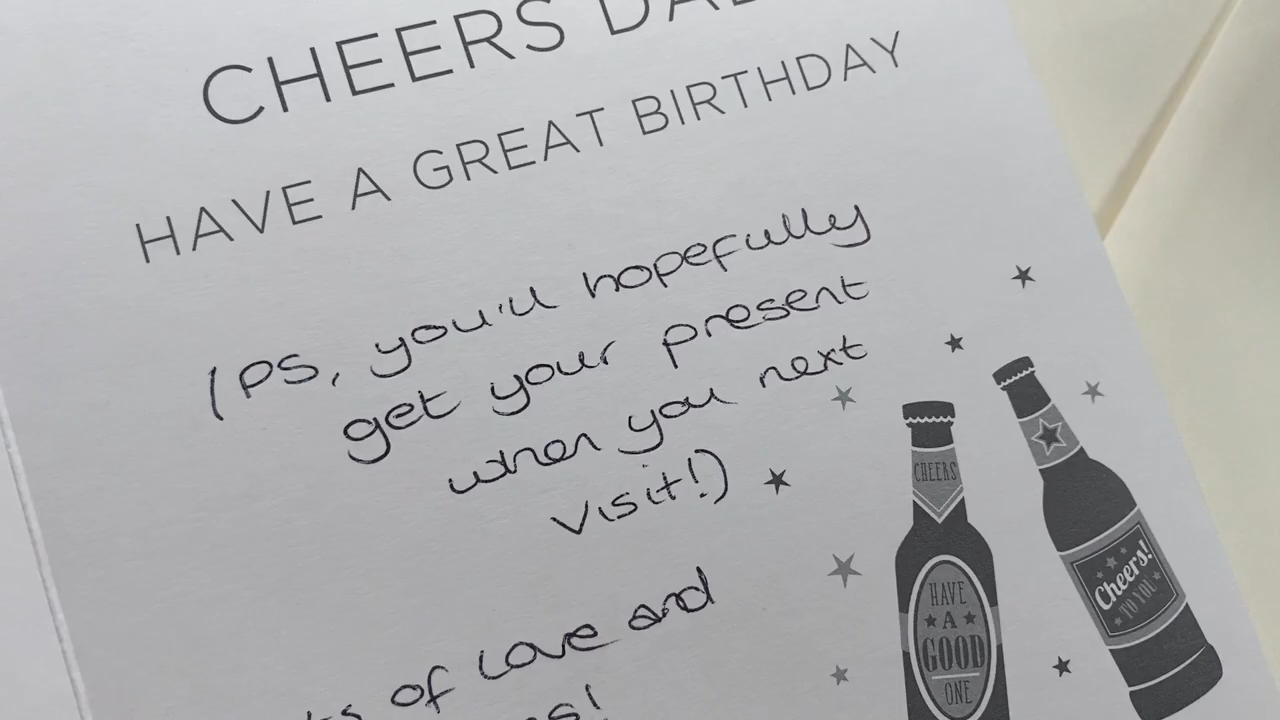 CHEERS
HAVE A GREAT BIRTHDAY
(PS, you'll hopefully
get your present
when you next
visit!)
of love and
CHEERS
HAVE
A
GOOD
ONE
Cheers!
TO YOU